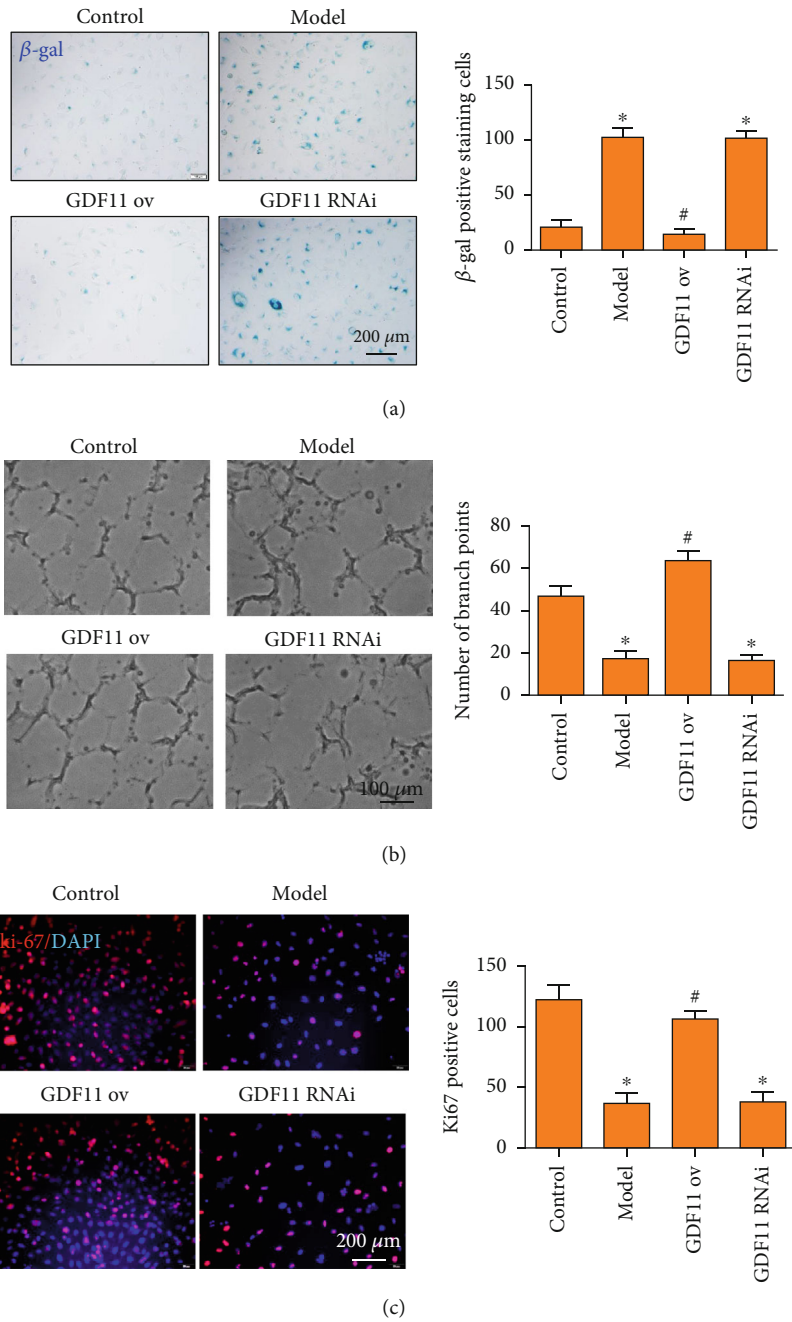 Control Model
β-gal
GDF11 ov GDF11 RNAi
200 μm
β-gal positive staining cells
150
100
50
0
*
#
*
Control
Model
GDF11 ov
GDF11 RNAi
(a)
Control Model
GDF11 ov GDF11 RNAi
100 μm
Number of branch points
80
60
40
20
0
*
#
*
Control
Model
GDF11 ov
GDF11 RNAi
(b)
Control Model
ki-67/DAPI
GDF11 ov GDF11 RNAi
200 μm
Ki67 positive cells
150
100
50
0
*
#
*
Control
Model
GDF11 ov
GDF11 RNAi
(c)